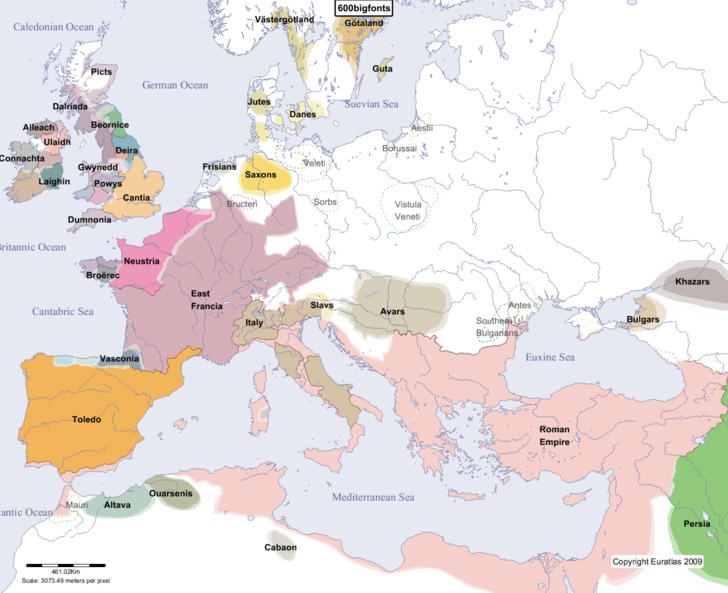 600bigfonts
Caledonian Ocean
Västergötland
Götaland
Picts
German Ocean
Guta
Dalriada
Jutes
Danes
Suevian Sea
Aileach
Beornice
Aestii
Ulaidh
Deira
Borussai
Connachta
Gwynedd
Frisians
Saxons
Veleti
Laighin
Powys
Cantia
Bructeri
Sorbs
Vistula
Veneti
Dumnonia
Britannic Ocean
Neustria
Broërec
Khazars
East
Francia
Slavs
Avars
Antes
Cantabric Sea
Italy
Southern
Bulgarians
Bulgars
Vasconia
Euxine Sea
Toledo
Roman
Empire
Ouarsenis
Mediterranean Sea
Mauri
Altava
antic Ocean
Persia
Cabaon
Copyright Euratlas 2009
461.02Km
Scale: 3073.49 meters per pixel